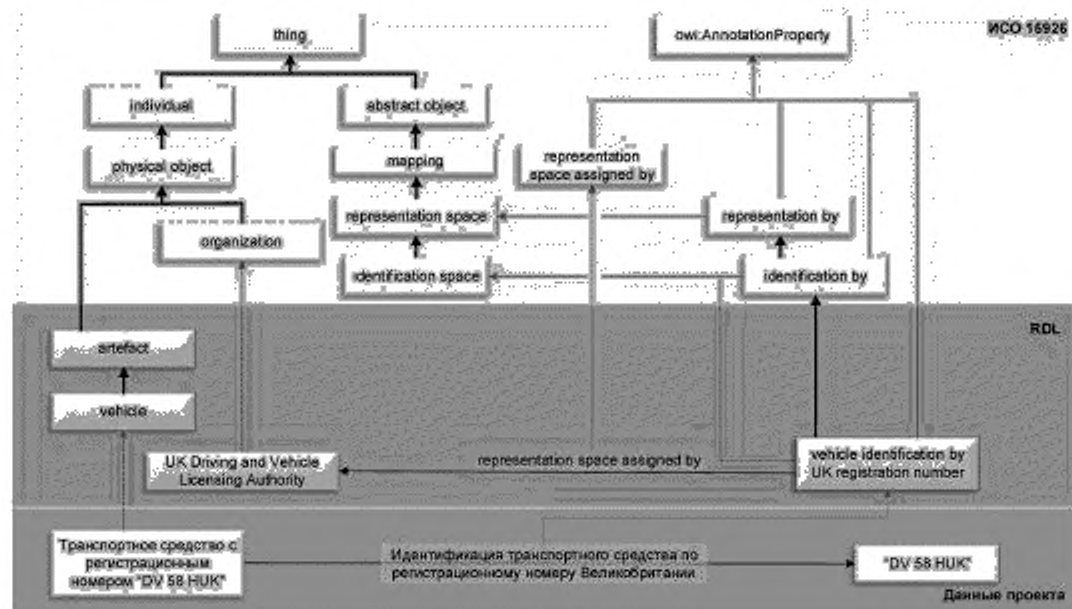 thing
owl:AnnotationProperty
ИСО 15926
individual
abstract object
physical object
mapping
representation
space assigned by
representation space
representation by
organization
identification space
identification by
RDL
artefact
vehicle
UK Driving and Vehicle
Licensing Authority
representation space assigned by
vehicle identification by
UK registration number
Транспортное средство с
регистрационным
номером "DV 58 HUK"
Идентификация транспортного средства по
регистрационному номеру Великобритании
"DV 58 HUK"
Данные проекта